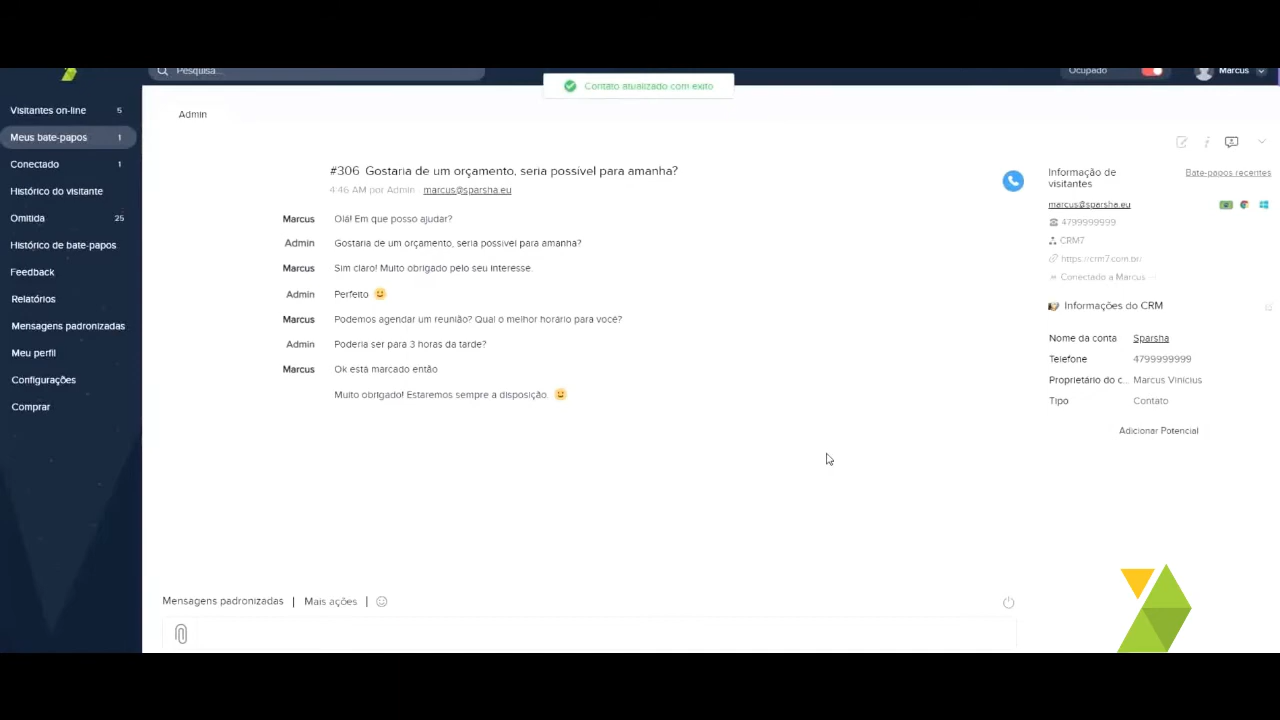 Pesquisa...
Ocupado
Marcus
Contato atualizado com êxito
Visitantes on-line 5
Meus bate-papos 1
Conectado 1
Histórico do visitante
Omitida 25
Histórico de bate-papos
Feedback
Relatórios
Mensagens padronizadas
Meu perfil
Configurações
Comprar
Admin
#306 Gostaria de um orçamento, seria possível para amanha?
4:46 AM por Admin marcus@sparsha.eu
Marcus Olá! Em que posso ajudar?
Admin Gostaria de um orçamento, seria possivel para amanha?
Marcus Sim claro! Muito obrigado pelo seu interesse.
Admin Perfeito
Marcus Podemos agendar um reunião? Qual o melhor horário para você?
Admin Poderia ser para 3 horas da tarde?
Marcus Ok está marcado então
Muito obrigado! Estaremos sempre a disposição.
Mensagens padronizadas | Mais ações |
Informação de
visitantes
Bate-papos recentes
marcus@sparsha.eu
4799999999
CRM7
https://crm7.com.br/
Conectado a Marcus
Informações do CRM
Nome da conta Sparsha
Telefone 4799999999
Proprietário do c... Marcus Vinicius
Tipo Contato
Adicionar Potencial